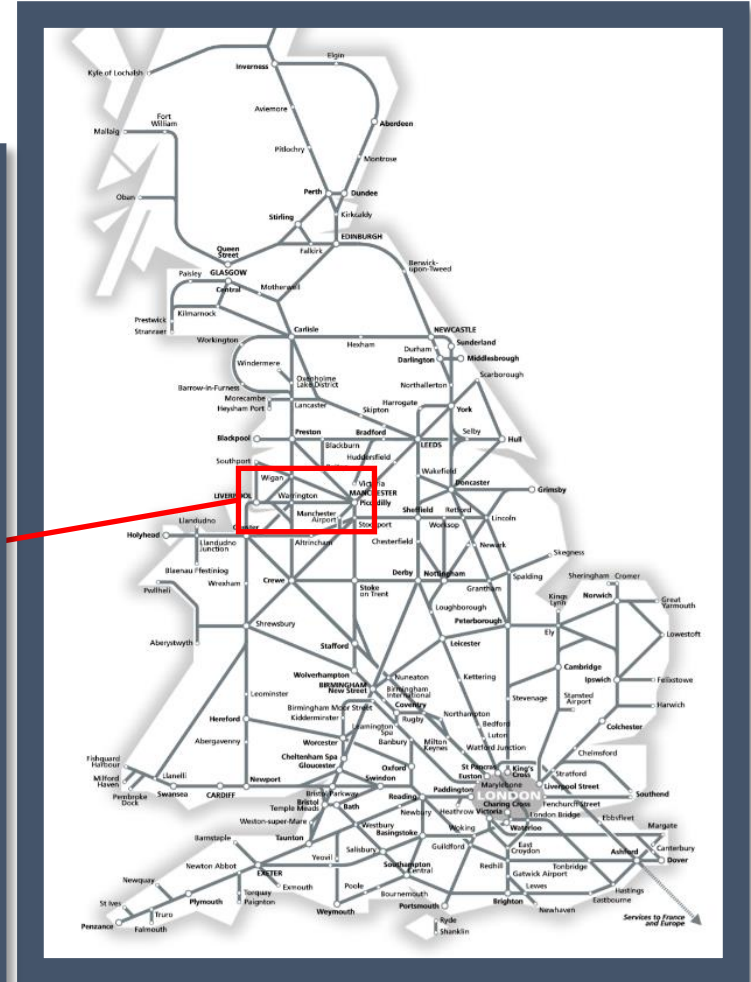 Elgin
Inverness
Kyle of Lochalsh
Aviemore
Fort
William
Aberdeen
Mallaig
Pitlochry
Montrose
Perth
Dundee
Oban
Stirling
Kirkcaldy
EDINBURGH
Queen
Street
Falkirk
Berwick-
upon-Tweed
Paisley
GLASGOW
Central
Motherwell
Prestwick
Stranraer
Kilmarnock
Carlisle
NEWCASTLE
Workington
Hexham
Sunderland
Durham
Darlington
Middlesbrough
Windermere
Scarborough
Oxenholme
Lake District
Barrow-in-Furness
Northallerton
Morecambe
Heysham Port
Lancaster
Harrogate
York
Skipton
Blackpool
Preston
Bradford
Selby
Hull
Blackburn
LEEDS
Huddersfield
Southport
Wigan
Victoria
Wakefield
Doncaster
MANCHESTER
Piccadilly
Grimsby
LIVERPOOL
Warrington
Sheffield
Retford
Manchester
Airport
Stockport
Worksop
Lincoln
Llandudno
Holyhead
Llandudno
Junction
Altrincham
Chesterfield
Newark
Skegness
Blaenau Ffestiniog
Crewe
Derby
Nottingham
Spalding
Sheringham
Cromer
Wrexham
Stoke
on Trent
Grantham
Pwllheli
Kings
Lynn
Norwich
Great
Yarmouth
Loughborough
Peterborough
Shrewsbury
Ely
Lowestoft
Aberystwyth
Stafford
Leicester
Wolverhampton
Cambridge
BIRMINGHAM
New Street
Nuneaton
Kettering
Ipswich
Felixstowe
Birmingham
International
Leominster
Stevenage
Stansted
Airport
Birmingham Moor Street
Coventry
Harwich
Kidderminster
Rugby
Northampton
Hereford
Leamington
Spa
Bedford
Colchester
Abergavenny
Worcester
Banbury
Milton
Keynes
Luton
Watford Junction
Chelmsford
Cheltenham Spa
Fishguard
Harbour
Gloucester
Oxford
St Pancras
King's
Cross
Euston
Stratford
Milford
Haven
Llanelli
Newport
Swindon
Marylebone
Liverpool Street
Paddington
LONDON
Southend
Pembroke
Dock
Swansea
CARDIFF
Bristol Parkway
Reading
Bristol
Temple Meads
Bath
Charing Cross
Fenchurch Street
Newbury
Heathrow
Victoria
London Bridge
Ebbsfleet
Weston-super-Mare
Westbury
Waterloo
Margate
Barnstaple
Taunton
Basingstoke
Woking
East
Croydon
Canterbury
Salisbury
Guildford
Ashford
Dover
Yeovil
Newton Abbot
Redhill
Tonbridge
EXETER
Southampton
Central
Gatwick Airport
Newquay
Exmouth
Poole
Lewes
Hastings
St Ives
Torquay
Paignton
Bournemouth
Eastbourne
Plymouth
Portsmouth
Brighton
Newhaven
Truro
Weymouth
Penzance
Falmouth
Ryde
Shanklin
Services to France
and Europe